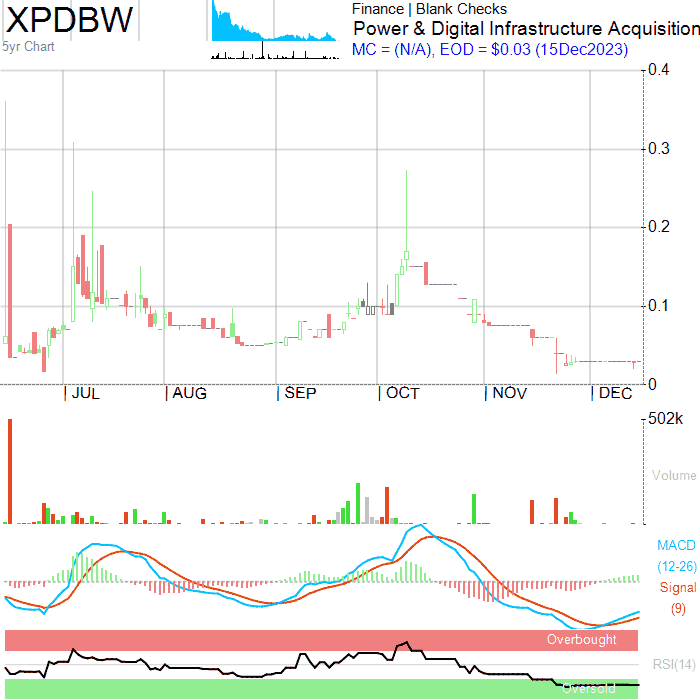 XPDBW
5yr Chart
Finance | Blank Checks
Power & Digital Infrastructure Acquisition
MC = (N/A), EOD = $0.03 (15Dec2023)
0.4
0.3
0.2
0.1
0
| JUL | AUG | SEP | OCT | NOV | DEC
502k
Volume
MACD
(12-26)
Signal
(9)
Overbought
RSI(14)
Oversold